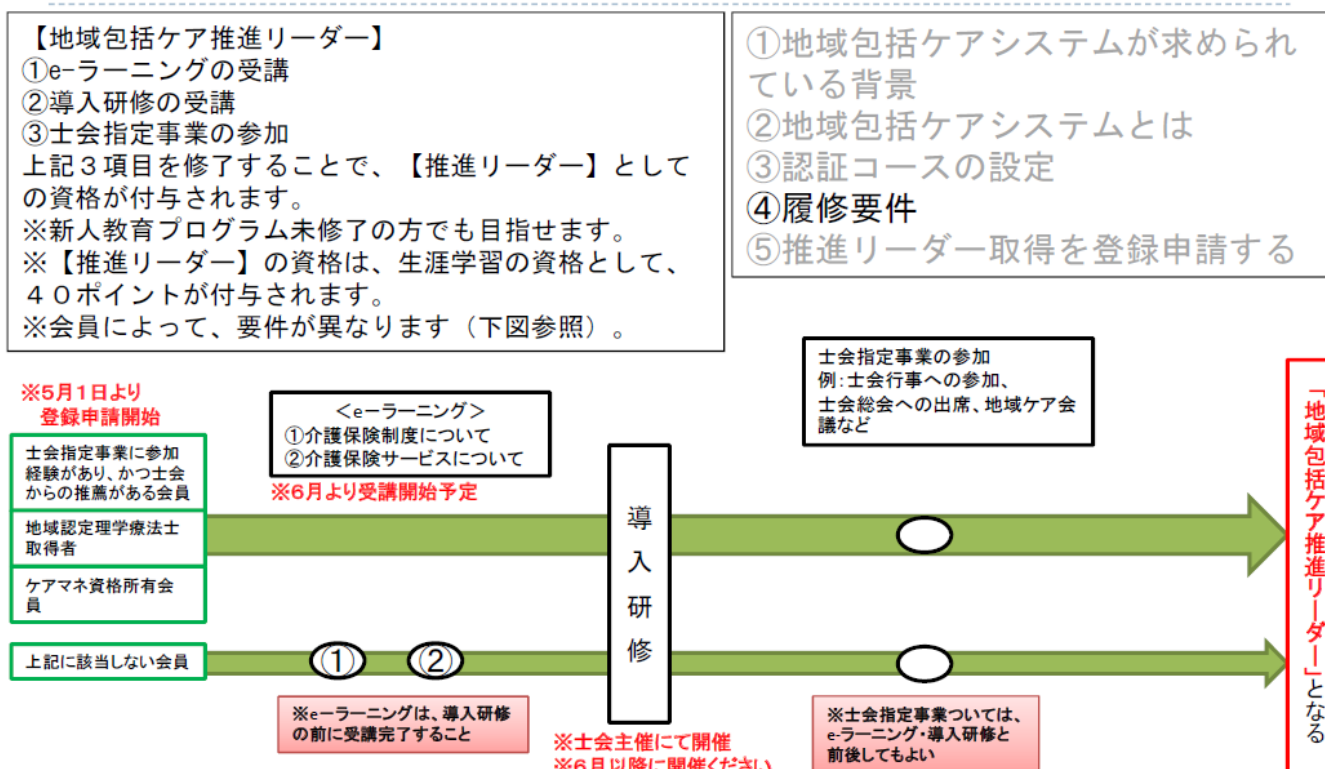 【地域包括ケア推進リーダー】
①e-ラーニングの受講
②導入研修の受講
③士会指定事業の参加
上記３項目を修了することで、【推進リーダー】として
の資格が付与されます。
※新人教育プログラム未修了の方でも目指せます。
※【推進リーダー】の資格は、生涯学習の資格として、
４０ポイントが付与されます。
※会員によって、要件が異なります（下図参照）。
①地域包括ケアシステムが求められ
ている背景
②地域包括ケアシステムとは
③認証コースの設定
④履修要件
⑤推進リーダー取得を登録申請する
※5月1日より
登録申請開始
士会指定事業に参加
経験があり、かつ士会
からの推薦がある会員
地域認定理学療法士
取得者
ケアマネ資格所有会
員
上記に該当しない会員
＜e－ラーニング＞
①介護保険制度について
②介護保険サービスについて
※6月より受講開始予定
①
②
※e－ラーニングは、導入研修
の前に受講完了すること
導入研修
※士会主催にて開催
※6月以降に開催ください
士会指定事業の参加
例：士会行事への参加、
士会総会への出席、地域ケア会
議など
※士会指定事業ついては、
e-ラーニング・導入研修と
前後してもよい
「地域包括ケア推進リーダー」となる